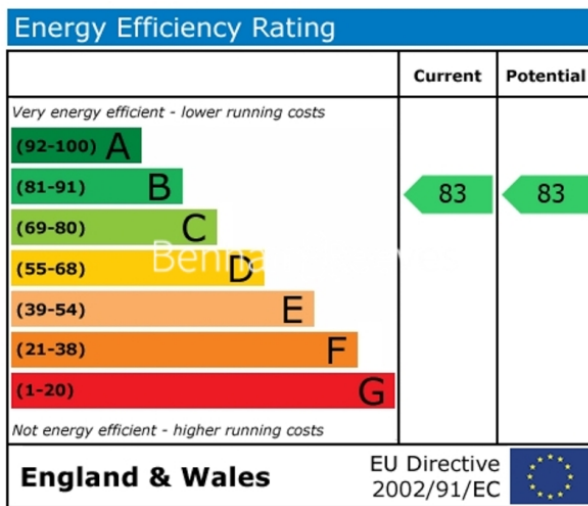 Energy Efficiency Rating
Current Potential
Very energy efficient - lower running costs
(92-100) A
(81-91) B 83 83
(69-80) C
(55-68) D
(39-54) E
(21-38) F
(1-20) G
Not energy efficient - higher running costs
England & Wales
EU Directive
2002/91/EC